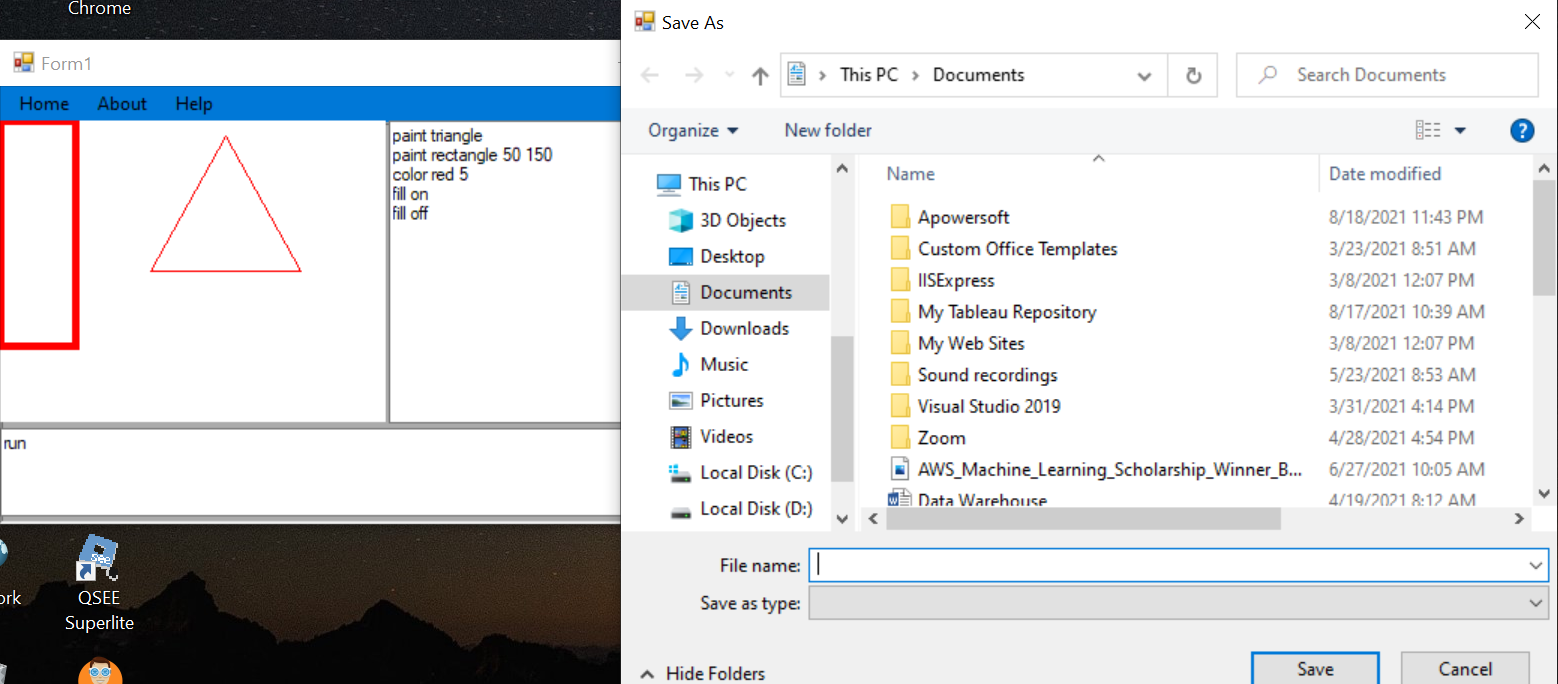 Chrome
Form1
Home About Help
paint triangle
paint rectangle 50 150
color red 5
fill on
fill off
run
QSEE
Superlite
ork
Save As
This PC > Documents
Search Documents
Organize
New folder
This PC
3D Objects
Desktop
Documents
Downloads
Music
Pictures
Videos
Local Disk (C:)
Local Disk (D:)
Name Date modified
Apowersoft 8/18/2021 11:43 PM
Custom Office Templates 3/23/2021 8:51 AM
IISExpress 3/8/2021 12:07 PM
My Tableau Repository 8/17/2021 10:39 AM
My Web Sites 3/8/2021 12:07 PM
Sound recordings 5/23/2021 8:53 AM
Visual Studio 2019 3/31/2021 4:14 PM
Zoom 4/28/2021 4:54 PM
AWS_Machine_Learning_Scholarship_Winner_B... 6/27/2021 10:05 AM
Data Warehouse 4/19/2021 8:12 AM
File name:
Save as type:
Hide Folders
Save Cancel